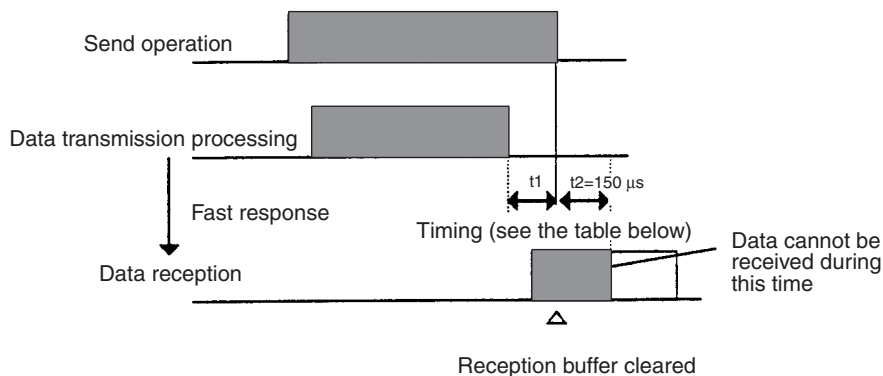 Send operation
Data transmission processing
t1
t2=150 μs
Fast response
Timing (see the table below)
Data reception
Data cannot be
received during
this time
Reception buffer cleared